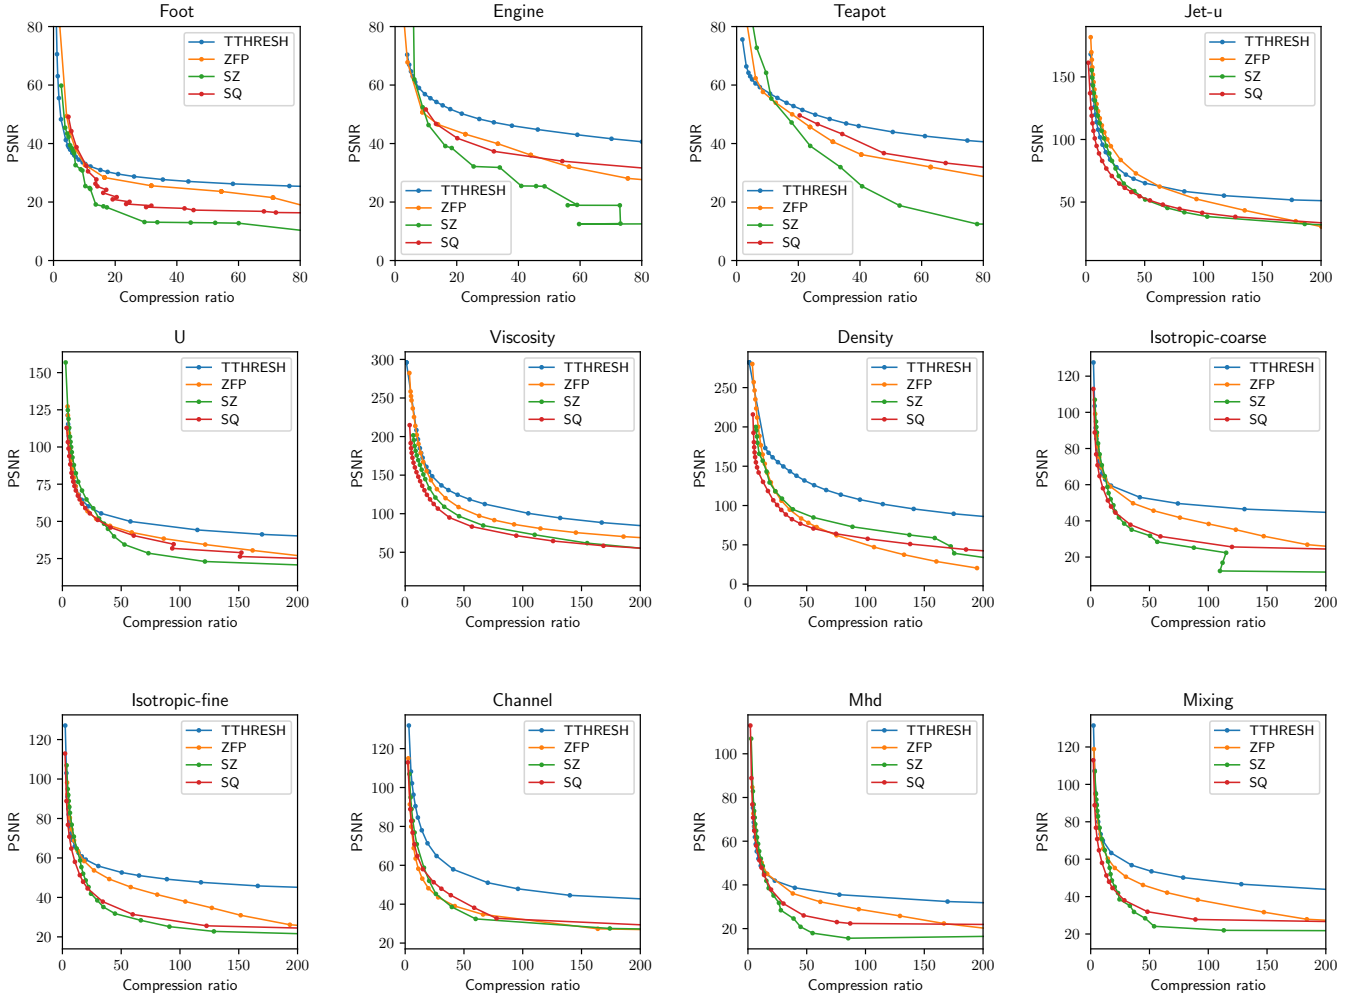 Foot
80
60
40
20
0
PSNR
0 20 40 60 80
Compression ratio
TTHRESH
ZFP
SZ
SQ
Engine
80
60
40
20
0
PSNR
0 20 40 60 80
Compression ratio
TTHRESH
ZFP
SZ
SQ
Teapot
80
60
40
20
0
PSNR
0 20 40 60 80
Compression ratio
TTHRESH
ZFP
SZ
SQ
Jet-u
150
100
50
PSNR
0 50 100 150 200
Compression ratio
TTHRESH
ZFP
SZ
SQ
U
150
125
100
75
50
25
PSNR
0 50 100 150 200
Compression ratio
TTHRESH
ZFP
SZ
SQ
Viscosity
300
250
200
150
100
50
PSNR
0 50 100 150 200
Compression ratio
TTHRESH
ZFP
SZ
SQ
Density
250
200
150
100
50
0
PSNR
0 50 100 150 200
Compression ratio
TTHRESH
ZFP
SZ
SQ
Isotropic-coarse
120
100
80
60
40
20
PSNR
0 50 100 150 200
Compression ratio
TTHRESH
ZFP
SZ
SQ
Isotropic-fine
120
100
80
60
40
20
PSNR
0 50 100 150 200
Compression ratio
TTHRESH
ZFP
SZ
SQ
Channel
120
100
80
60
40
20
PSNR
0 50 100 150 200
Compression ratio
TTHRESH
ZFP
SZ
SQ
Mhd
100
80
60
40
20
PSNR
0 50 100 150 200
Compression ratio
TTHRESH
ZFP
SZ
SQ
Mixing
120
100
80
60
40
20
PSNR
0 50 100 150 200
Compression ratio
TTHRESH
ZFP
SZ
SQ